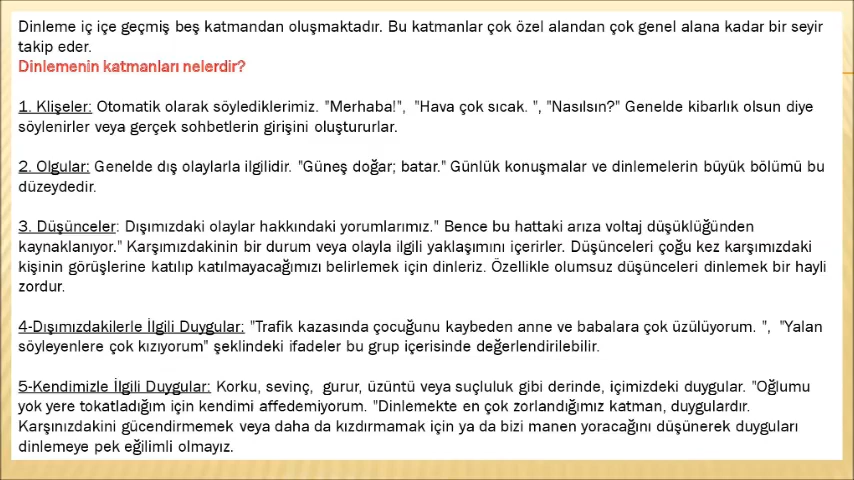 Dinleme iç içe geçmiş beş katmandan oluşmaktadır. Bu katmanlar çok özel alandan çok genel alana kadar bir seyir
takip eder.
Dinlemenin katmanları nelerdir?
1. Klişeler: Otomatik olarak söylediklerimiz. "Merhaba!", "Hava çok sıcak. ", "Nasılsın?" Genelde kibarlık olsun diye
söylenirler veya gerçek sohbetlerin girişini oluştururlar.
2. Olgular: Genelde dış olaylarla ilgilidir. "Güneş doğar; batar." Günlük konuşmalar ve dinlemelerin büyük bölümü bu
düzeydedir.
3. Düşünceler: Dışımızdaki olaylar hakkındaki yorumlarımız." Bence bu hattaki arıza voltaj düşüklüğünden
kaynaklanıyor." Karşımızdakinin bir durum veya olayla ilgili yaklaşımını içerirler. Düşünceleri çoğu kez karşımızdaki
kişinin görüşlerine katılıp katılmayacağımızı belirlemek için dinleriz. Özellikle olumsuz düşünceleri dinlemek bir hayli
zordur.
4-Dışımızdakilerle İlgili Duygular: "Trafik kazasında çocuğunu kaybeden anne ve babalara çok üzülüyorum. ", "Yalan
söyleyenlere çok kızıyorum" şeklindeki ifadeler bu grup içerisinde değerlendirilebilir.
5-Kendimizle İlgili Duygular: Korku, sevinç, gurur, üzüntü veya suçluluk gibi derinde, içimizdeki duygular. "Oğlumu
yok yere tokatladığım için kendimi affedemiyorum. "Dinlemekte en çok zorlandığımız katman, duygulardır.
Karşınızdakini gücendirmemek veya daha da kızdırmamak için ya da bizi manen yoracağını düşünerek duyguları
dinlemeye pek eğilimli olmayız.